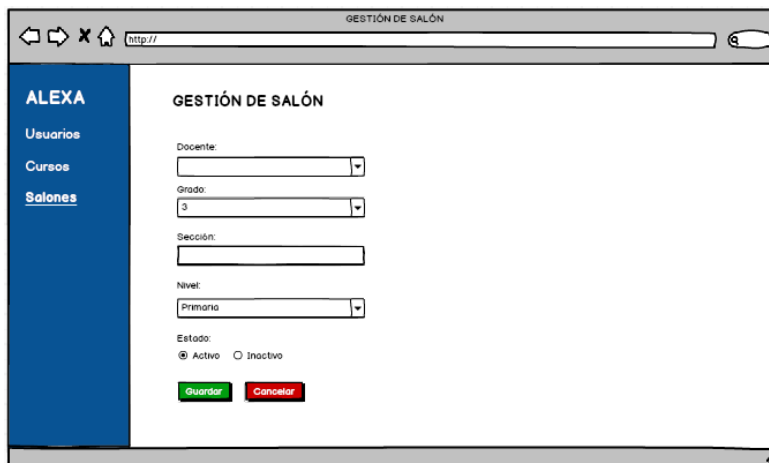 GESTIÓN DE SALÓN
http://
ALEXA
Usuarios
Cursos
Salones
GESTIÓN DE SALÓN
Docente:
Grado:
3
Sección:
Nivel:
Primaria
Estado:
Activo Inactivo
Guardar Cancelar